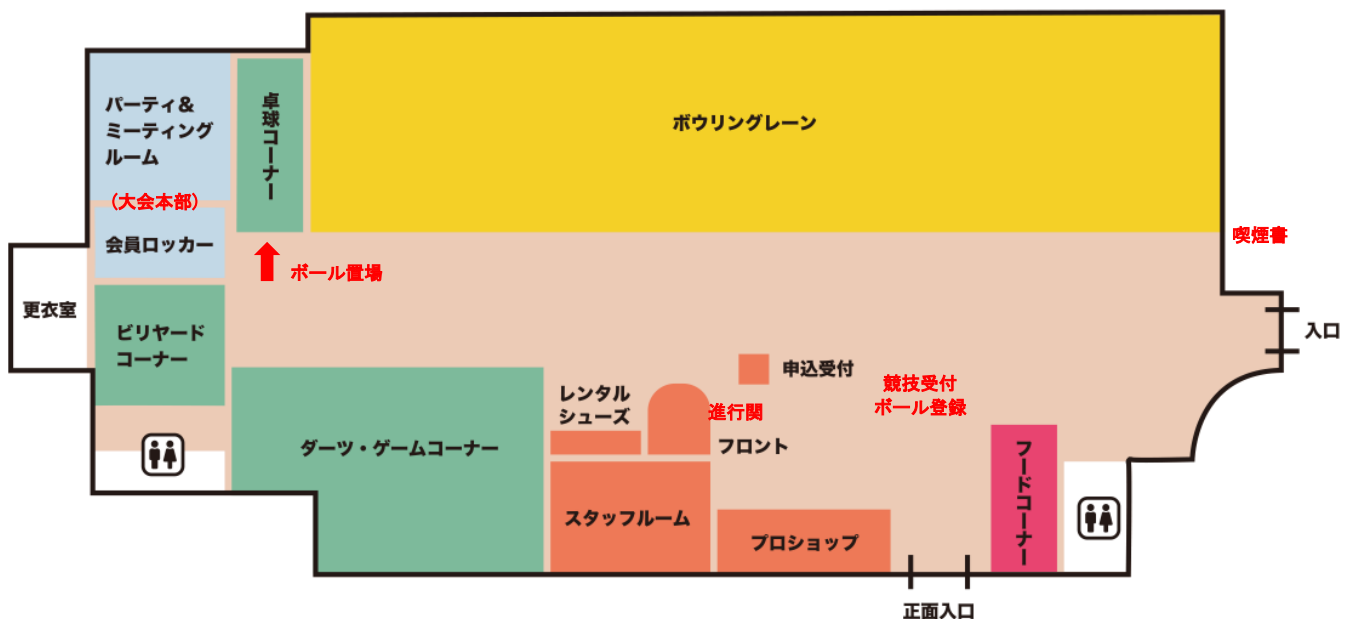 パーティ&
ミーティング
ルーム
(大会本部)
会員ロッカー
卓球コーナー
ボウリングレーン
喫煙書
ボール置場
更衣室
ビリヤード
コーナー
入口
申込受付
競技受付
ボール登録
レンタル
シューズ
進行関
フロント
ダーツ・ゲームコーナー
スタッフルーム
プロショップ
フードコーナー
正面入口